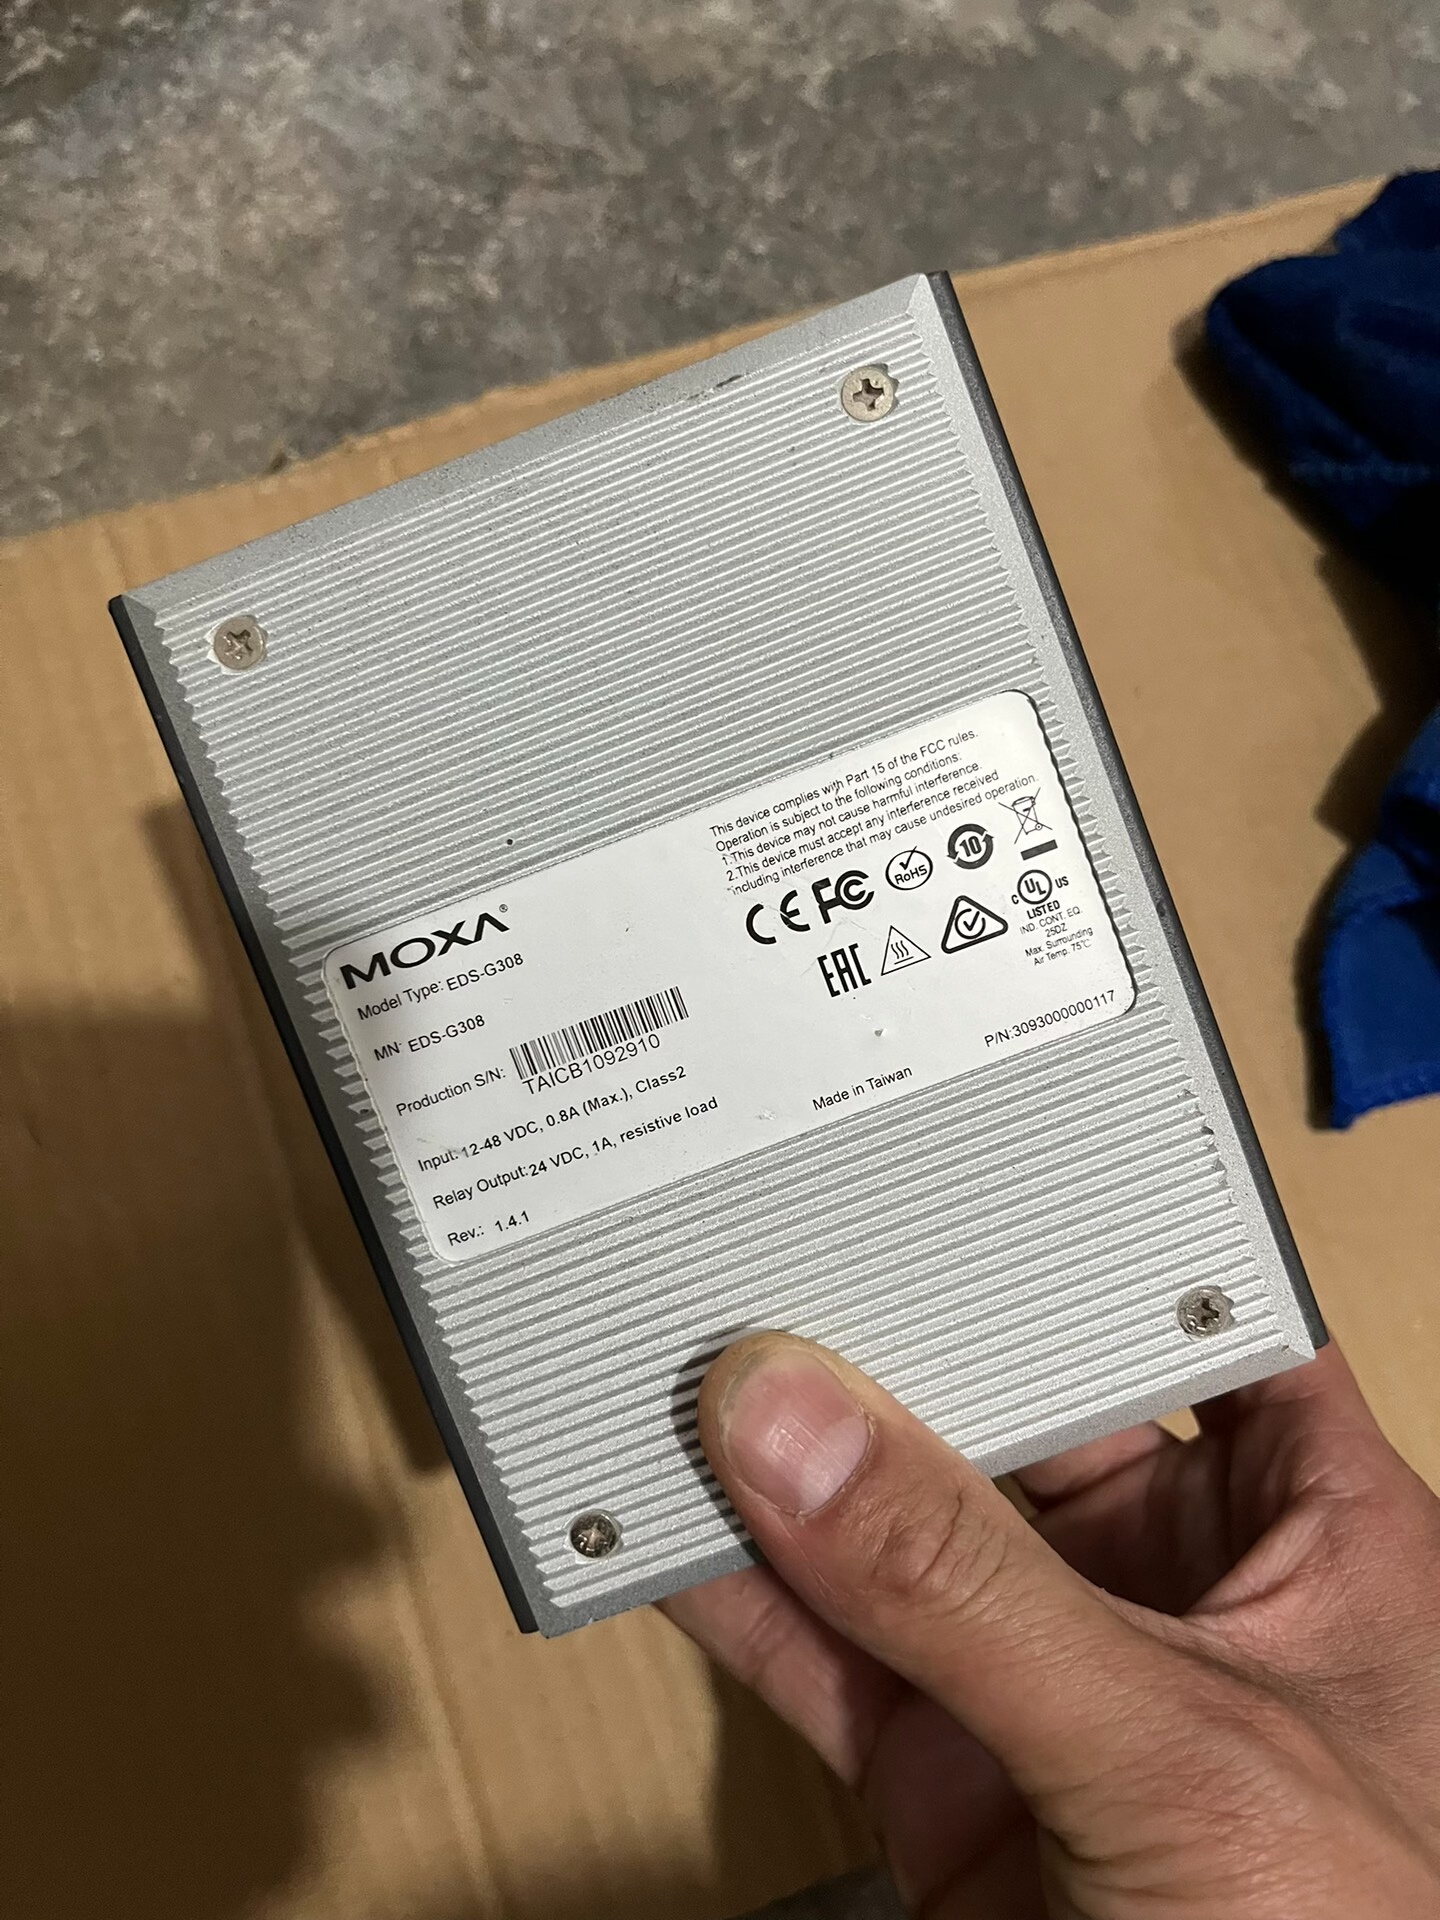 MOXA®
Model Type: EDS-G308
MN: EDS-G308
Production S/N:
TAICB1092910
Input: 12-48 VDC, 0.8A (Max.), Class2
Relay Output: 24 VDC, 1A, resistive load
Rev.: 1.4.1
This device complies with Part 15 of the FCC rules.
Operation is subject to the following conditions:
1.This device may not cause harmful interference.
2.This device must accept any interference received
including interference that may cause undesired operation.
CE FC RoHS 10
EAC
C UL US
LISTED
IND. CONT. EQ.
25DZ
Max. Surrounding
Air Temp. 75°C
P/N:3093000000117
Made in Taiwan